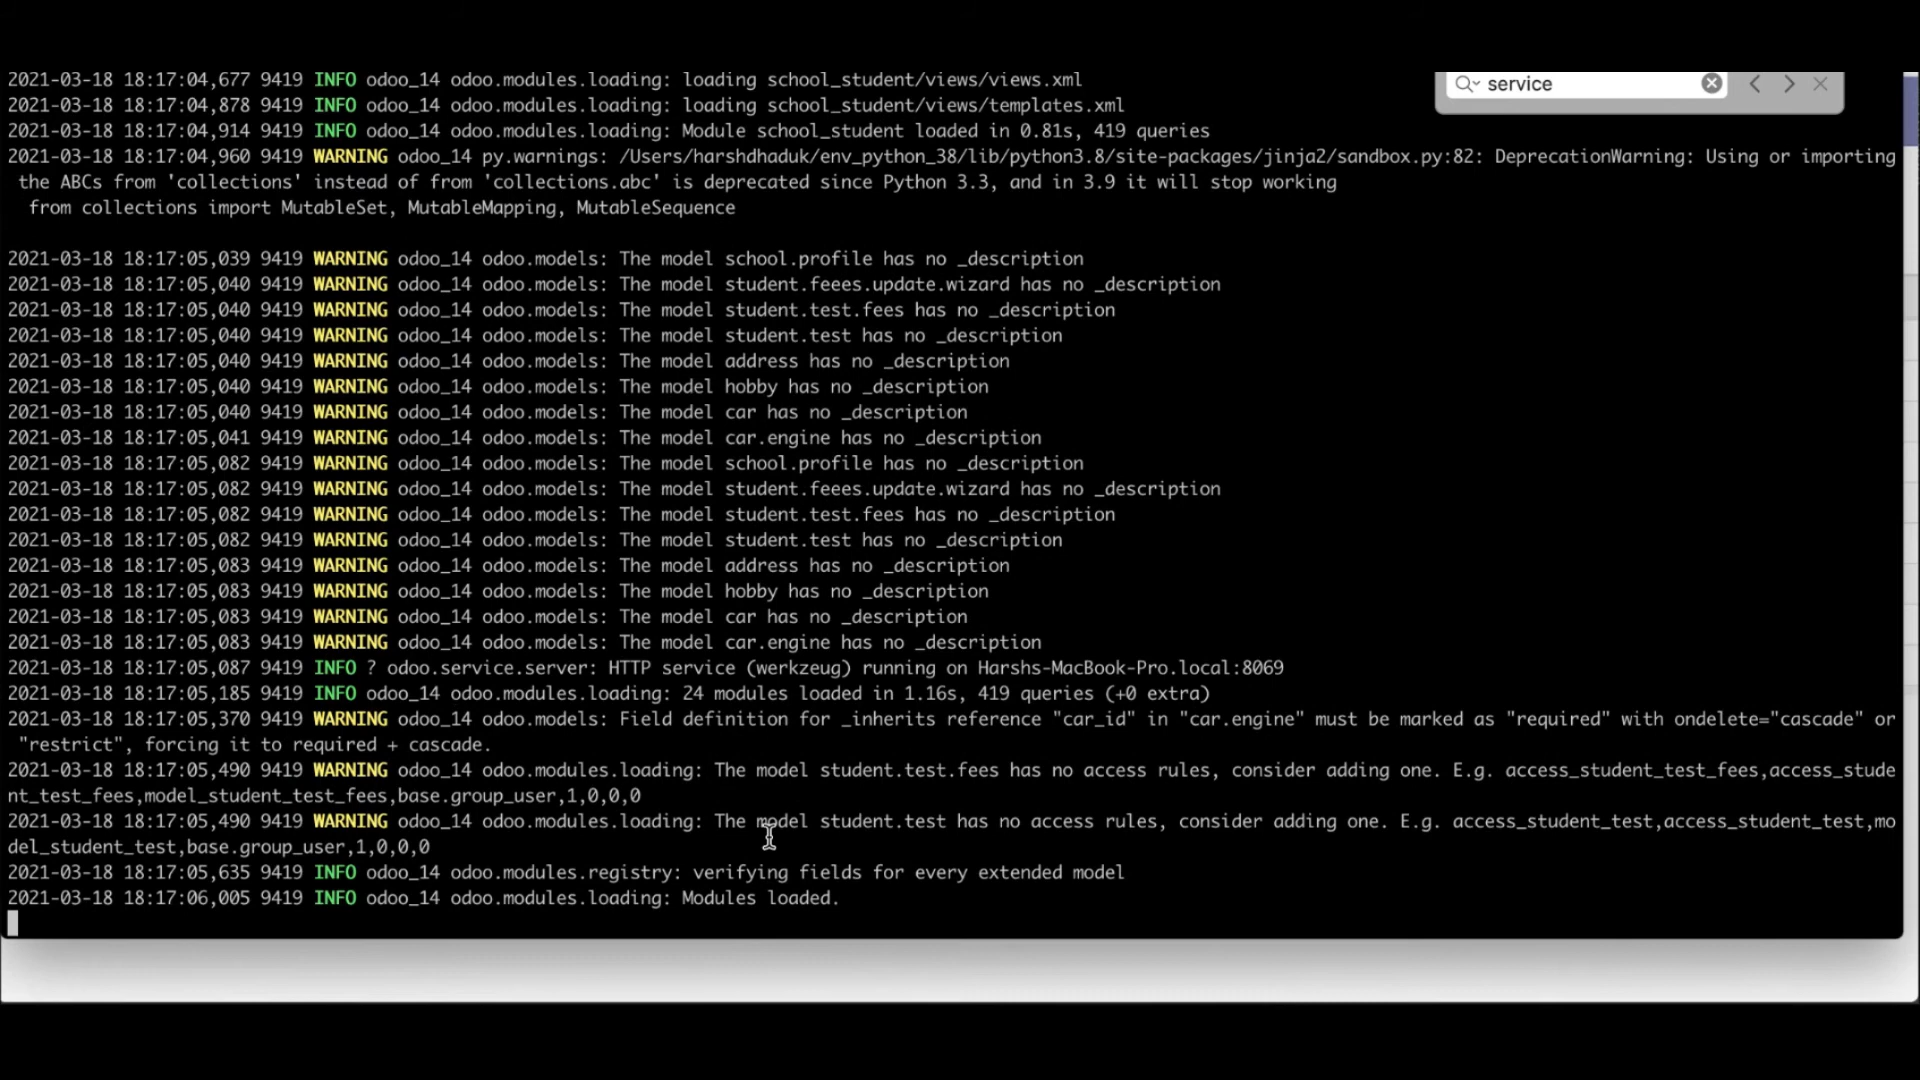 2021-03-18 18:17:04,677 9419 INFO odoo_14 odoo.modules.loading: loading school_student/views/views.xml
service
2021-03-18 18:17:04,878 9419 INFO odoo_14 odoo.modules.loading: loading school_student/views/templates.xml
2021-03-18 18:17:04,914 9419 INFO odoo_14 odoo.modules.loading: Module school_student loaded in 0.81s, 419 queries
2021-03-18 18:17:04,960 9419 WARNING odoo_14 py.warnings: /Users/harshdhaduk/env_python_38/lib/python3.8/site-packages/jinja2/sandbox.py:82: DeprecationWarning: Using or importing
the ABCs from 'collections' instead of from 'collections.abc' is deprecated since Python 3.3, and in 3.9 it will stop working
from collections import MutableSet, MutableMapping, MutableSequence
2021-03-18 18:17:05,039 9419 WARNING odoo_14 odoo.models: The model school.profile has no _description
2021-03-18 18:17:05,040 9419 WARNING odoo_14 odoo.models: The model student.feees.update.wizard has no _description
2021-03-18 18:17:05,040 9419 WARNING odoo_14 odoo.models: The model student.test.fees has no _description
2021-03-18 18:17:05,040 9419 WARNING odoo_14 odoo.models: The model student.test has no _description
2021-03-18 18:17:05,040 9419 WARNING odoo_14 odoo.models: The model address has no _description
2021-03-18 18:17:05,040 9419 WARNING odoo_14 odoo.models: The model hobby has no _description
2021-03-18 18:17:05,040 9419 WARNING odoo_14 odoo.models: The model car has no _description
2021-03-18 18:17:05,041 9419 WARNING odoo_14 odoo.models: The model car.engine has no _description
2021-03-18 18:17:05,082 9419 WARNING odoo_14 odoo.models: The model school.profile has no _description
2021-03-18 18:17:05,082 9419 WARNING odoo_14 odoo.models: The model student.feees.update.wizard has no _description
2021-03-18 18:17:05,082 9419 WARNING odoo_14 odoo.models: The model student.test.fees has no _description
2021-03-18 18:17:05,082 9419 WARNING odoo_14 odoo.models: The model student.test has no _description
2021-03-18 18:17:05,083 9419 WARNING odoo_14 odoo.models: The model address has no _description
2021-03-18 18:17:05,083 9419 WARNING odoo_14 odoo.models: The model hobby has no _description
2021-03-18 18:17:05,083 9419 WARNING odoo_14 odoo.models: The model car has no _description
2021-03-18 18:17:05,083 9419 WARNING odoo_14 odoo.models: The model car.engine has no _description
2021-03-18 18:17:05,087 9419 INFO ? odoo.service.server: HTTP service (werkzeug) running on Harshs-MacBook-Pro.local:8069
2021-03-18 18:17:05,185 9419 INFO odoo_14 odoo.modules.loading: 24 modules loaded in 1.16s, 419 queries (+0 extra)
2021-03-18 18:17:05,370 9419 WARNING odoo_14 odoo.models: Field definition for _inherits reference "car_id" in "car.engine" must be marked as "required" with ondelete="cascade" or
"restrict", forcing it to required + cascade.
2021-03-18 18:17:05,490 9419 WARNING odoo_14 odoo.modules.loading: The model student.test.fees has no access rules, consider adding one. E.g. access_student_test_fees,access_stude
nt_test_fees,model_student_test_fees,base.group_user,1,0,0,0
2021-03-18 18:17:05,490 9419 WARNING odoo_14 odoo.modules.loading: The model student.test has no access rules, consider adding one. E.g. access_student_test,access_student_test,mo
del_student_test,base.group_user,1,0,0,0
2021-03-18 18:17:05,635 9419 INFO odoo_14 odoo.modules.registry: verifying fields for every extended model
2021-03-18 18:17:06,005 9419 INFO odoo_14 odoo.modules.loading: Modules loaded.